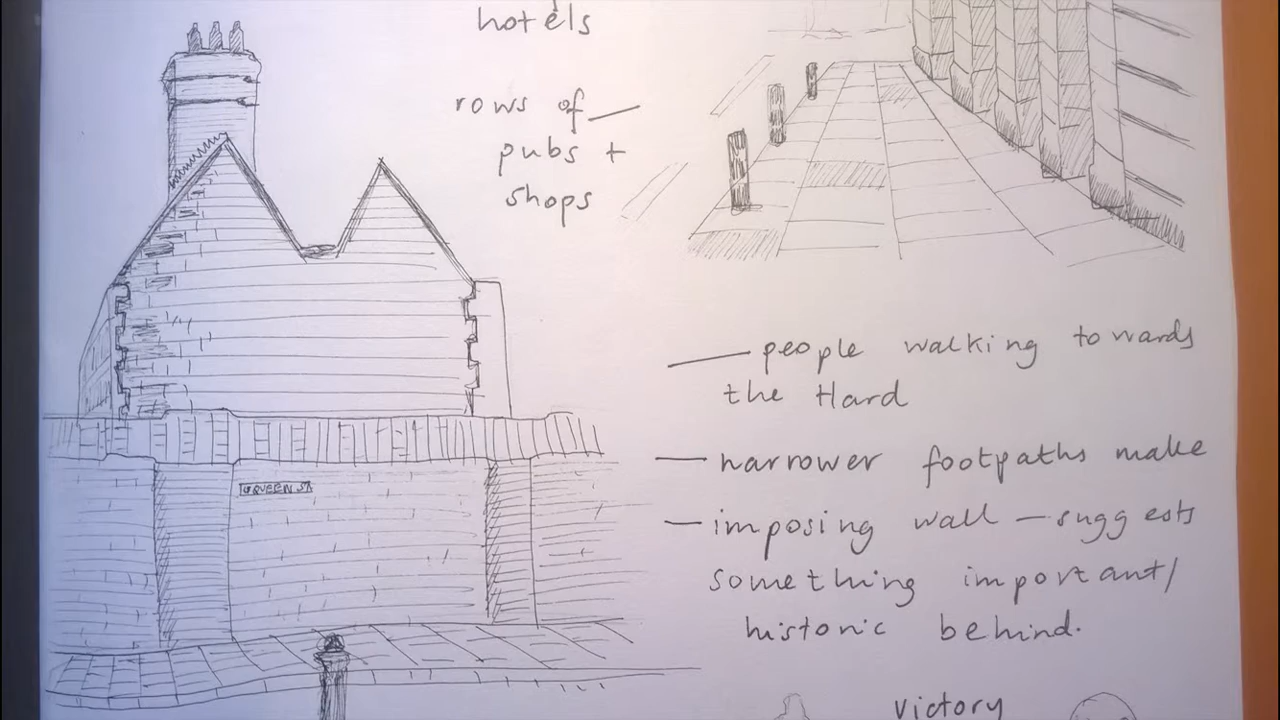 hotels
rows of —
pubs +
shops
QUEEN ST.
— people walking towards
the Hard
— narrower footpaths make
— imposing wall — suggests
something important/
historic behind.
victory